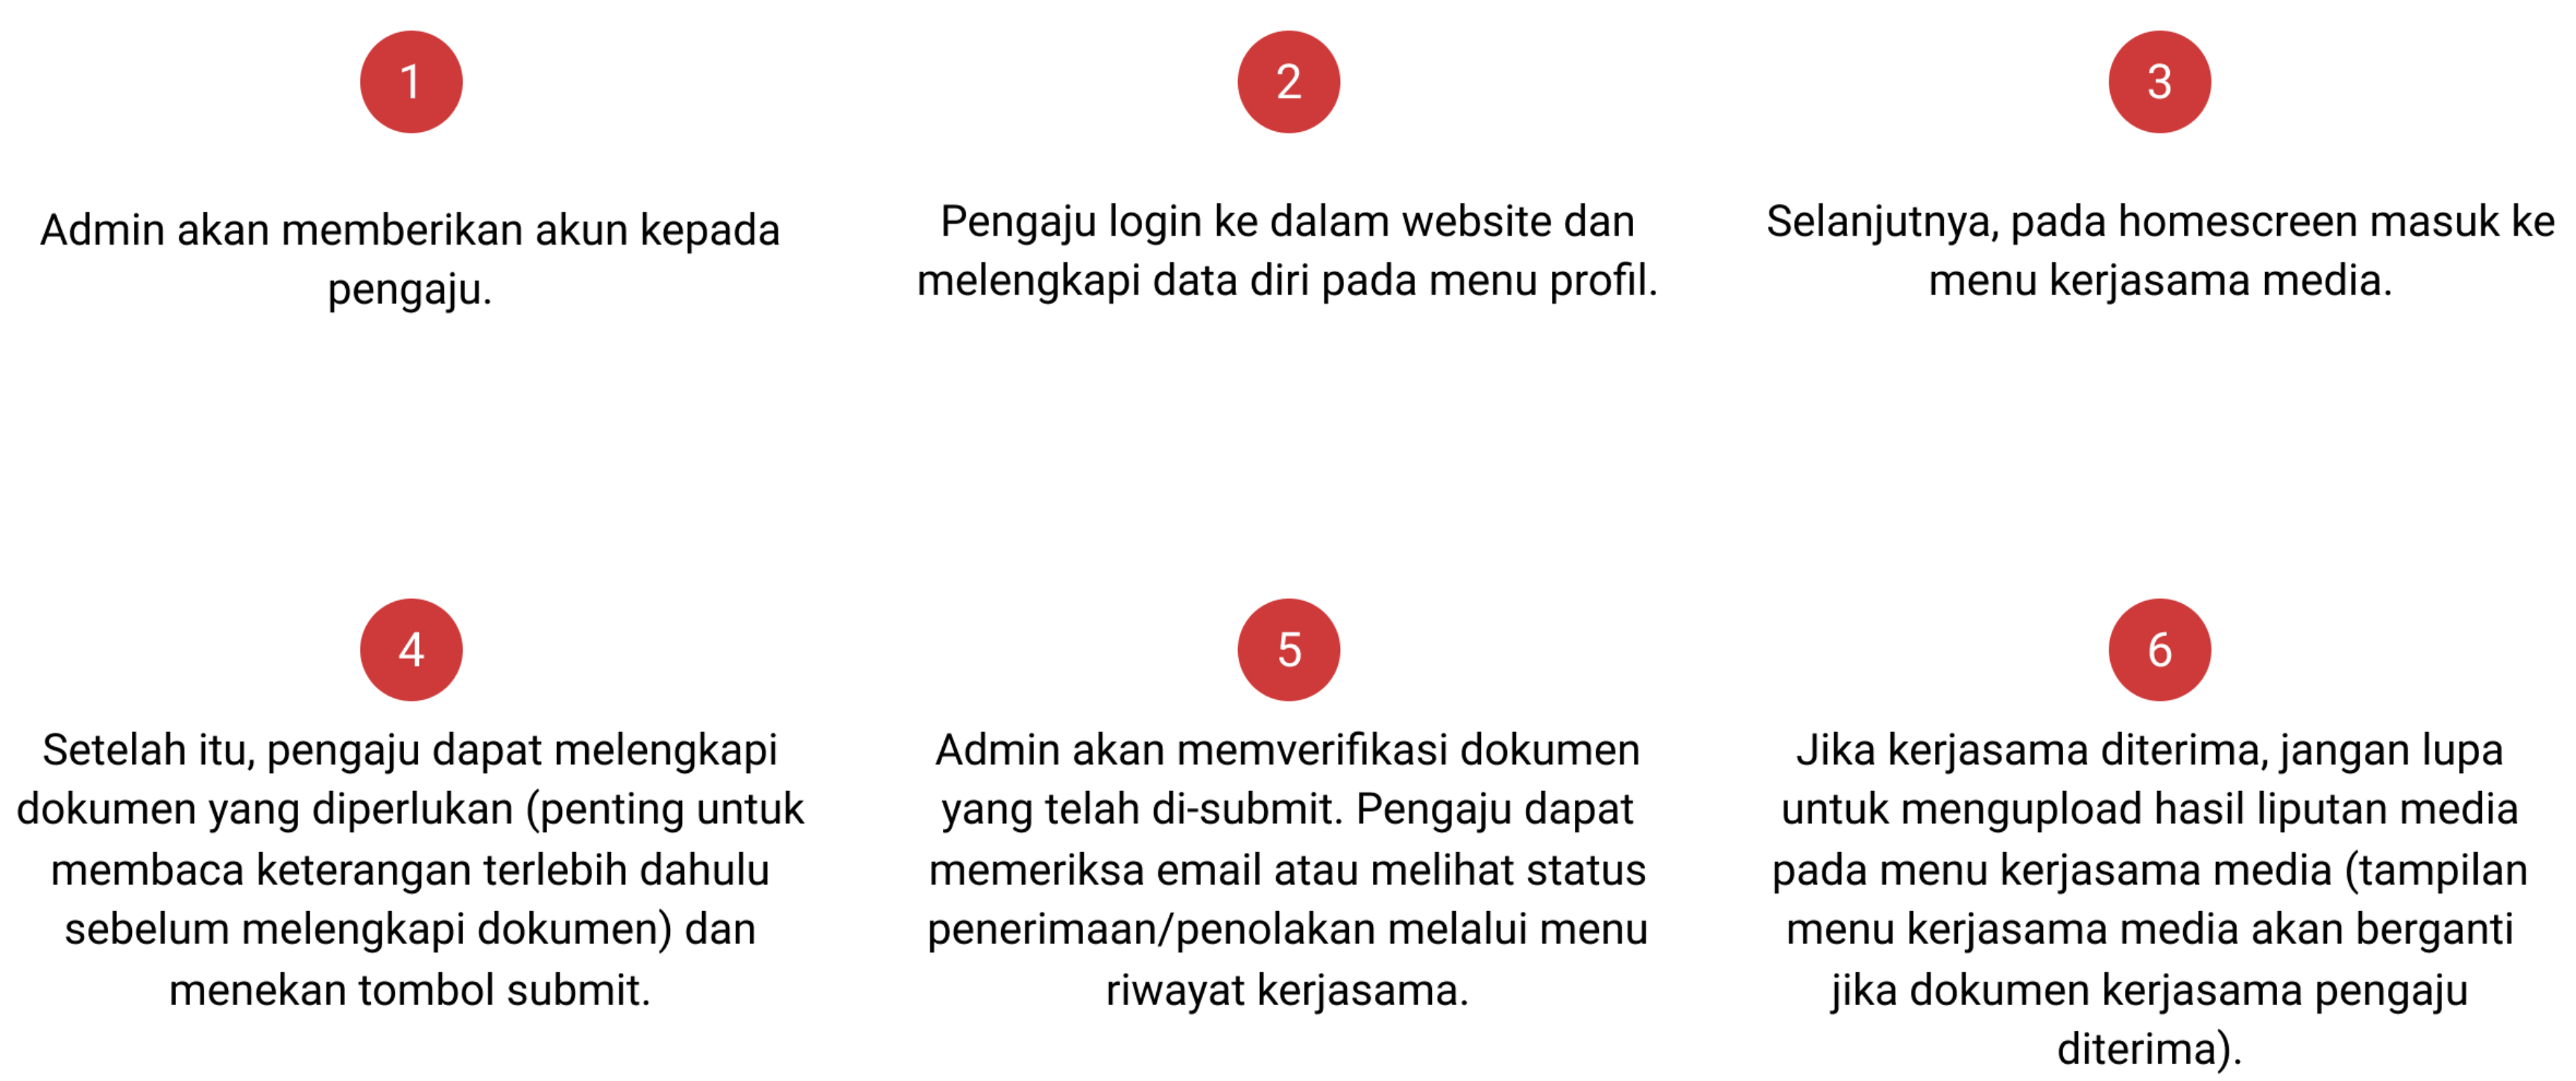 1
Admin akan memberikan akun kepada
pengaju.
2
Pengaju login ke dalam website dan
melengkapi data diri pada menu profil.
3
Selanjutnya, pada homescreen masuk ke
menu kerjasama media.
4
Setelah itu, pengaju dapat melengkapi
dokumen yang diperlukan (penting untuk
membaca keterangan terlebih dahulu
sebelum melengkapi dokumen) dan
menekan tombol submit.
5
Admin akan memverifikasi dokumen
yang telah di-submit. Pengaju dapat
memeriksa email atau melihat status
penerimaan/penolakan melalui menu
riwayat kerjasama.
6
Jika kerjasama diterima, jangan lupa
untuk mengupload hasil liputan media
pada menu kerjasama media (tampilan
menu kerjasama media akan berganti
jika dokumen kerjasama pengaju
diterima).